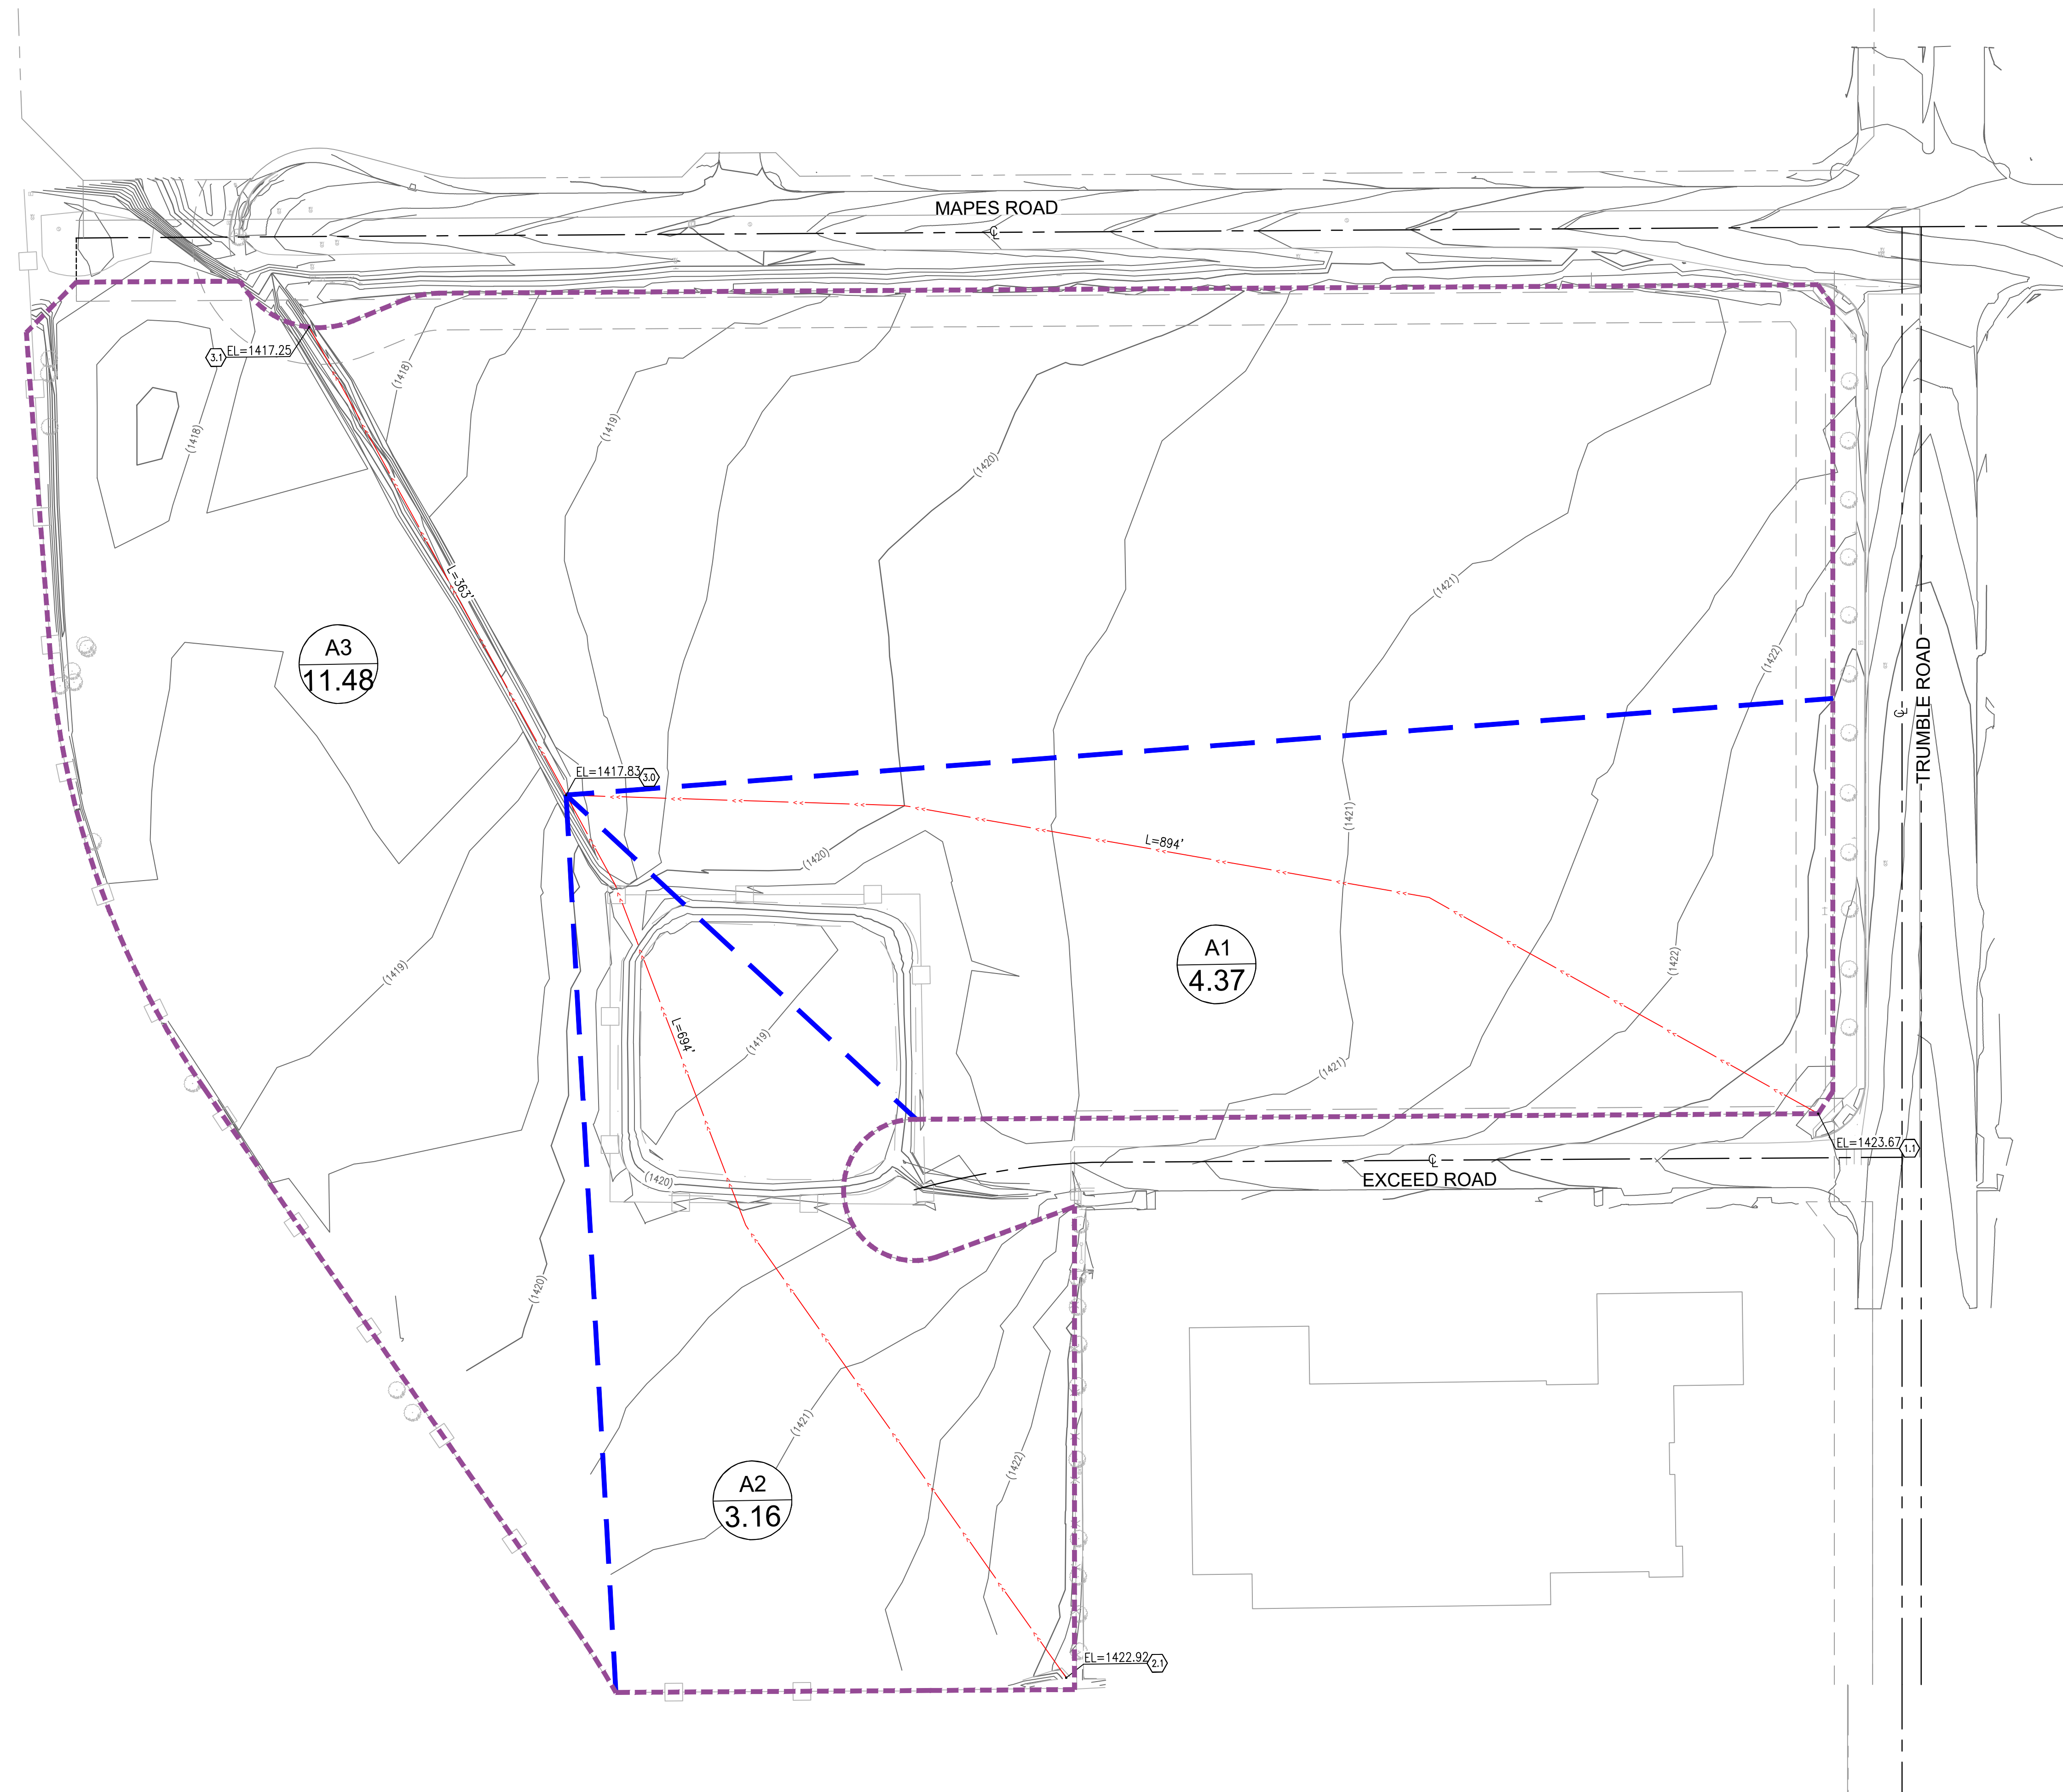 MAPES ROAD
℄
3.1
EL=1417.25
(1418)
(1418)
(1419)
(1420)
(1421)
L=363'
A3
11.48
(1422)
TRUMBLE ROAD
℄
EL=1417.83
3.0
(1421)
L=894'
(1420)
A1
4.37
(1422)
(1419)
L=694'
(1419)
(1421)
EL=1423.67
1.1
℄
EXCEED ROAD
(1420)
(1420)
(1421)
(1422)
A2
3.16
EL=1422.92
2.1